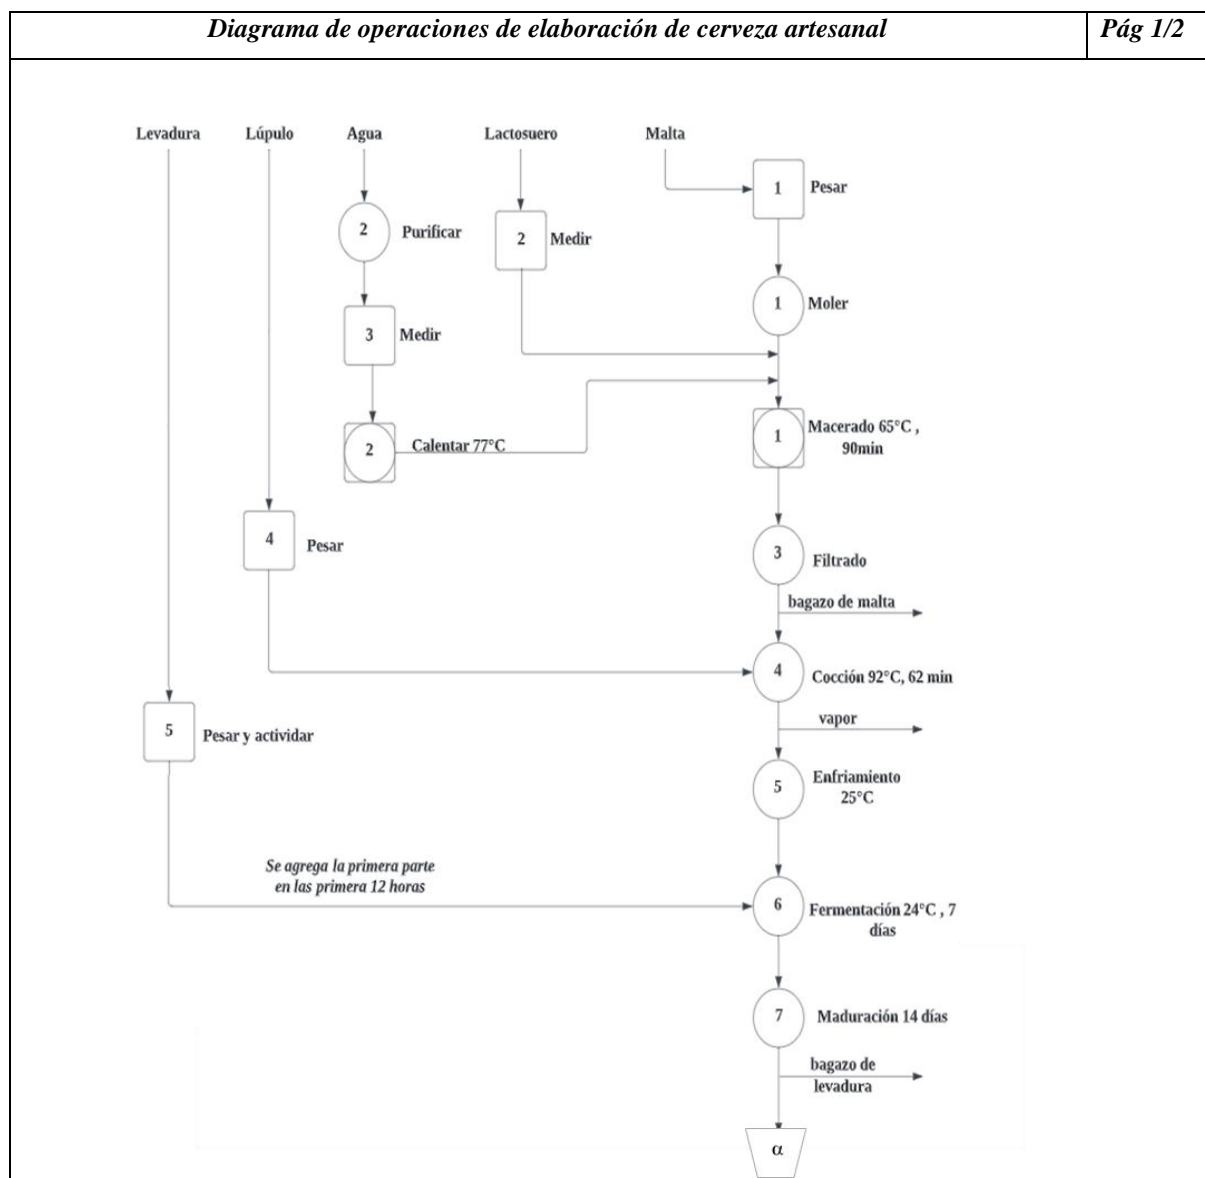 Diagrama de operaciones de elaboración de cerveza artesanal
Pág 1/2
Levadura
Lúpulo
Agua
Lactosuero
Malta
1
Pesar
2
Purificar
2
Medir
1
Moler
3
Medir
2
Calentar 77°C
1
Macerado 65°C ,
90min
4
Pesar
3
Filtrado
bagazo de malta
4
Cocción 92°C, 62 min
vapor
5
Pesar y actividar
5
Enfriamiento
25°C
Se agrega la primera parte
en las primera 12 horas
6
Fermentación 24°C , 7
días
7
Maduración 14 días
bagazo de
levadura
α